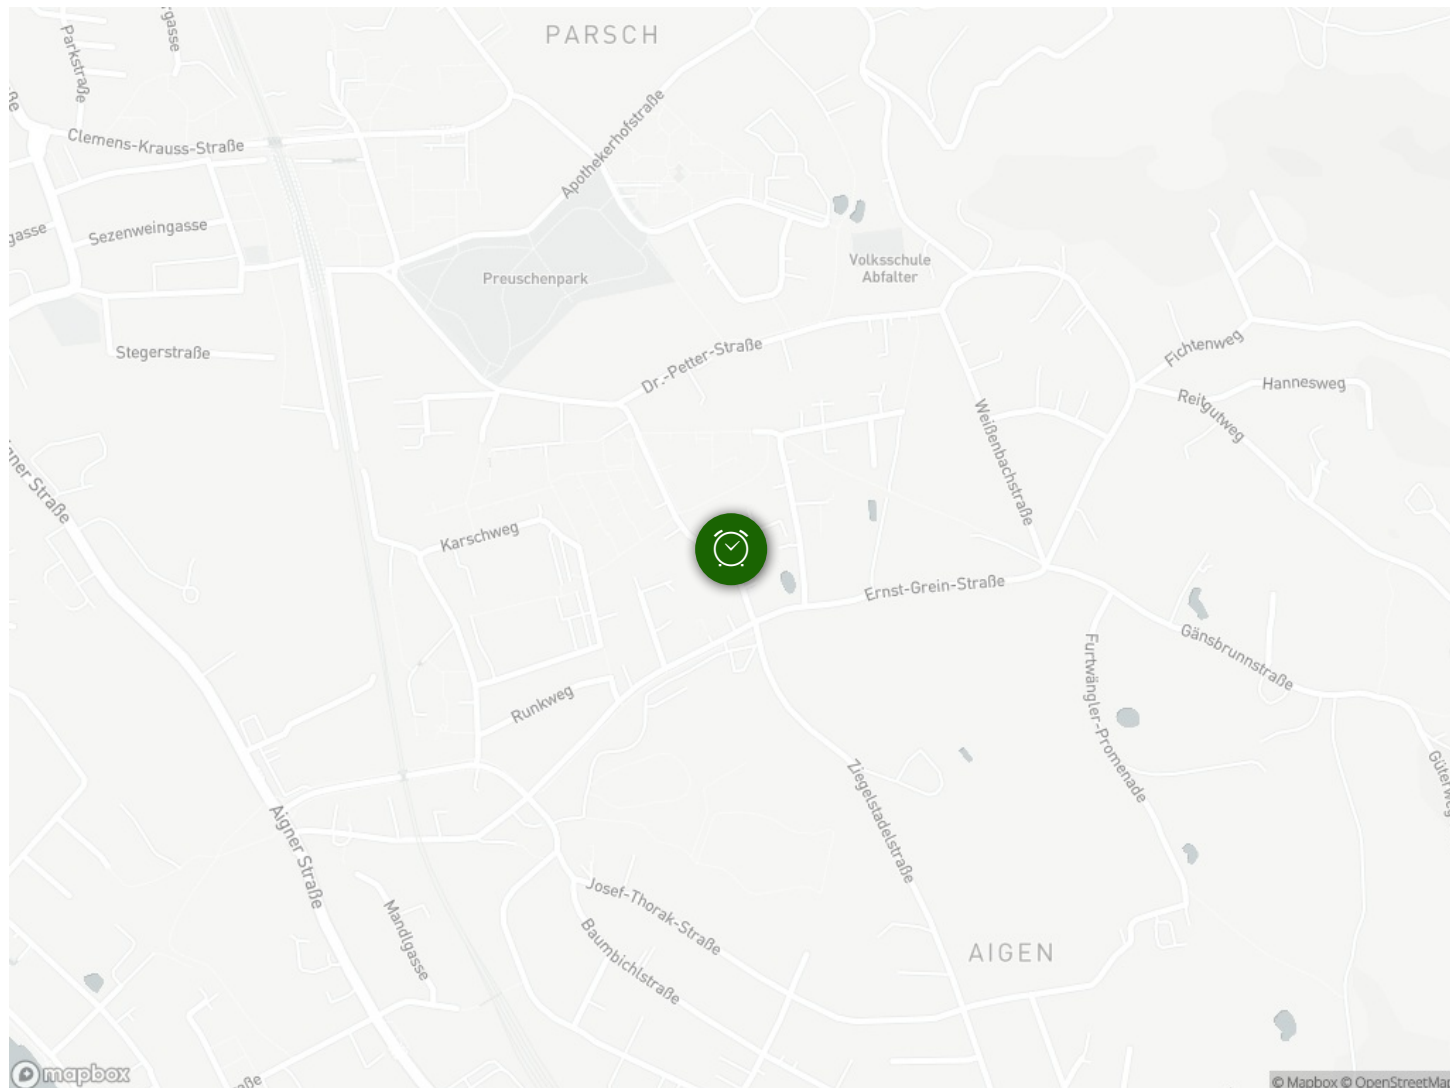 PARSCH
Parkstraße
Clemens-Krauss-Straße
Apothekerhofstraße
Sezenweingasse
Volksschule
Abfalter
Preuschenpark
Stegerstraße
Dr.-Petter-Straße
Fichtenweg
Hannesweg
Reitgutweg
Weißenbachstraße
Karschweg
Ernst-Grein-Straße
Gänsbrunnstraße
Furtwängler-Promenade
Runkweg
Ziegelstadelstraße
Aigner Straße
Josef-Thorak-Straße
Mandlgasse
Baumbichlstraße
AIGEN
mapbox
© Mapbox © OpenStreetMap